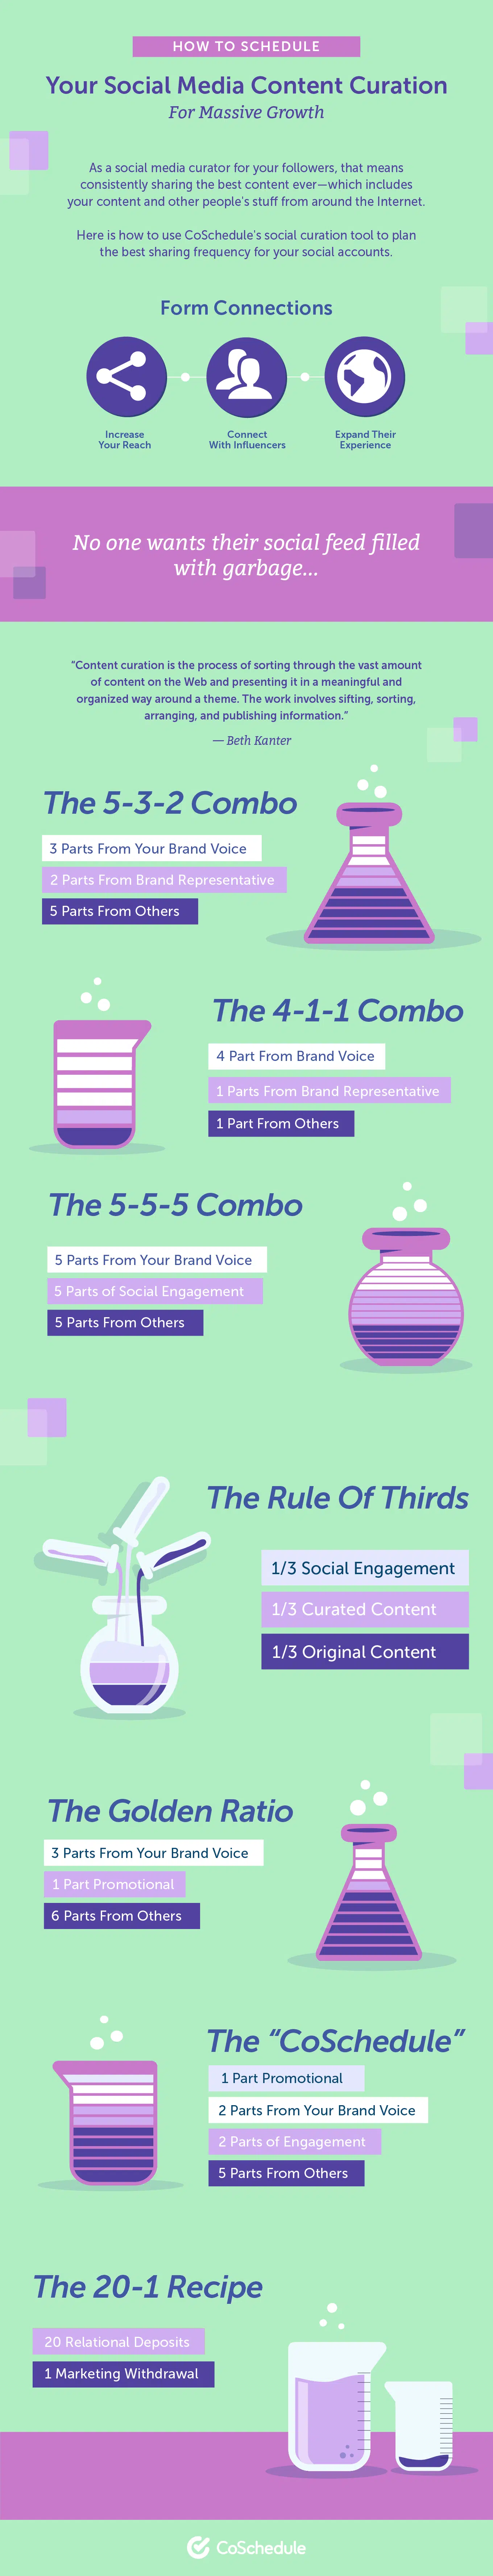 HOW TO SCHEDULE
Your Social Media Content Curation
For Massive Growth
As a social media curator for your followers, that means
consistently sharing the best content ever—which includes
your content and other people's stuff from around the Internet.
Here is how to use CoSchedule's social curation tool to plan
the best sharing frequency for your social accounts.
Form Connections
Increase
Your Reach
Connect
With Influencers
Expand Their
Experience
No one wants their social feed filled
with garbage...
"Content curation is the process of sorting through the vast amount
of content on the Web and presenting it in a meaningful and
organized way around a theme. The work involves sifting, sorting,
arranging, and publishing information."
— Beth Kanter
The 5-3-2 Combo
3 Parts From Your Brand Voice
2 Parts From Brand Representative
5 Parts From Others
The 4-1-1 Combo
4 Part From Brand Voice
1 Parts From Brand Representative
1 Part From Others
The 5-5-5 Combo
5 Parts From Your Brand Voice
5 Parts of Social Engagement
5 Parts From Others
The Rule Of Thirds
1/3 Social Engagement
1/3 Curated Content
1/3 Original Content
The Golden Ratio
3 Parts From Your Brand Voice
1 Part Promotional
6 Parts From Others
The “CoSchedule”
1 Part Promotional
2 Parts From Your Brand Voice
2 Parts of Engagement
5 Parts From Others
The 20-1 Recipe
20 Relational Deposits
1 Marketing Withdrawal
CoSchedule